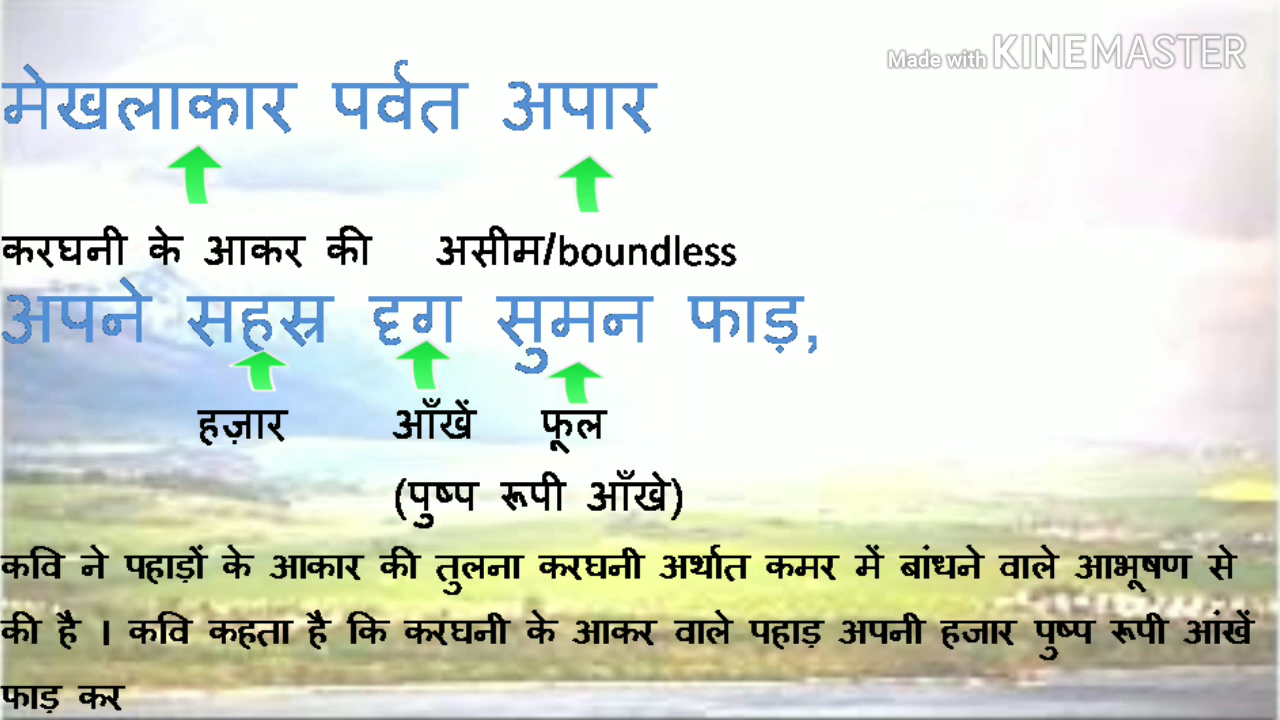 Made with KINEMASTER
मेखलाकार पर्वत अपार
करघनी के आकर की असीम/boundless
अपने सहस्र दृग सुमन फाड़,
हज़ार आँखें फूल
(पुष्प रूपी आँखे)
कवि ने पहाड़ों के आकार की तुलना करघनी अर्थात कमर में बांधने वाले आभूषण से
की है । कवि कहता है कि करघनी के आकर वाले पहाड़ अपनी हजार पुष्प रूपी आंखें
फाड़ कर